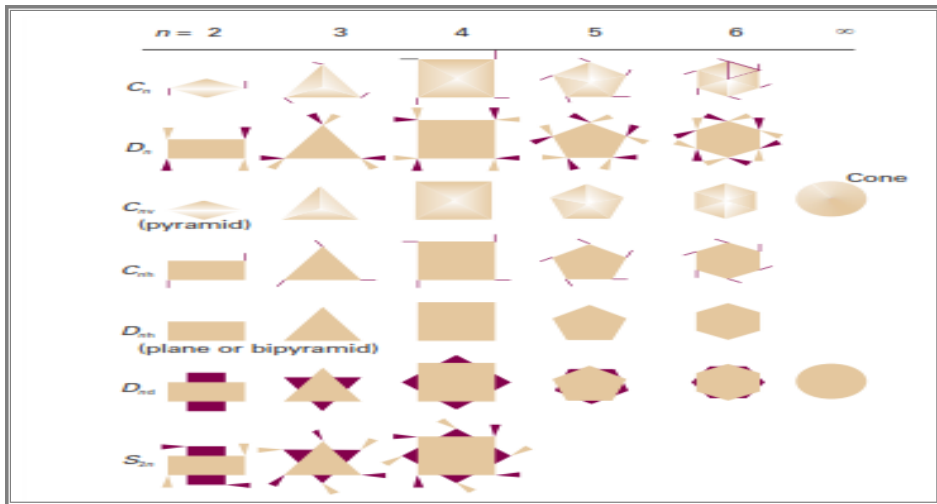 n = 2 3 4 5 6 ∞
Cn
Dn
Cone
Cnv
(pyramid)
Cnh
Dnh
(plane or bipyramid)
Dnd
S2n